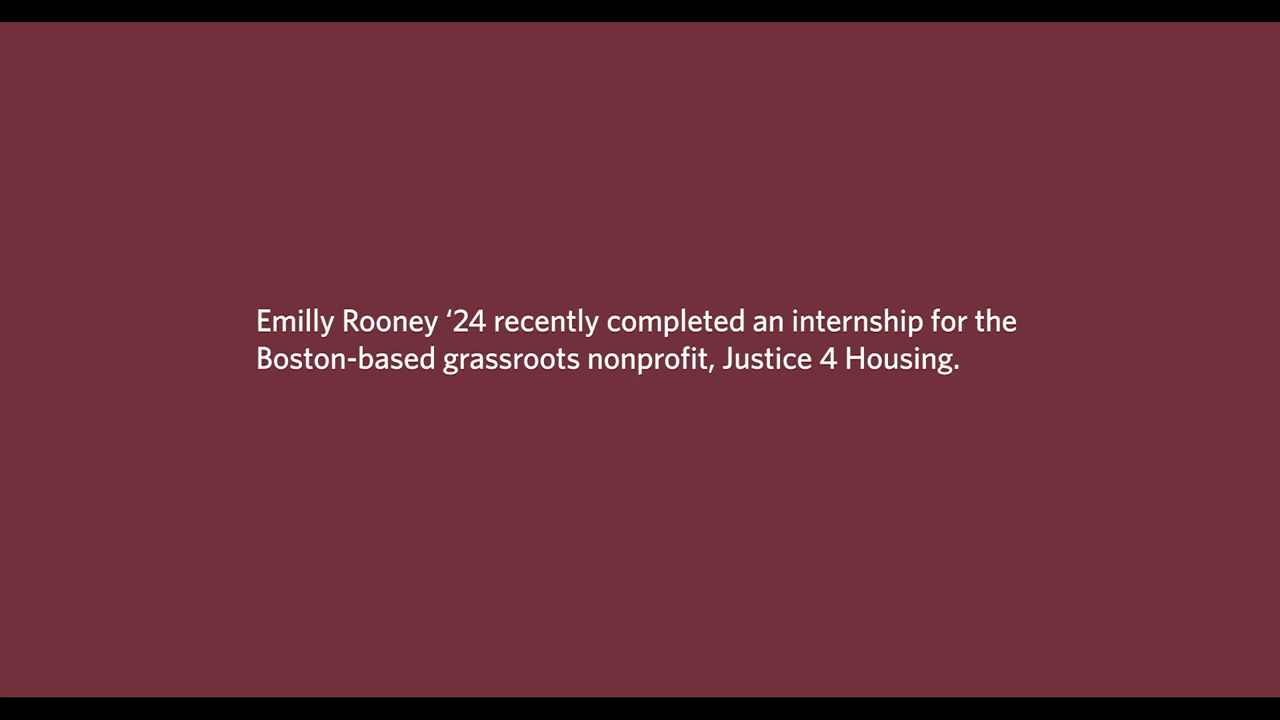 Emilly Rooney ‘24 recently completed an internship for the
Boston-based grassroots nonprofit, Justice 4 Housing.